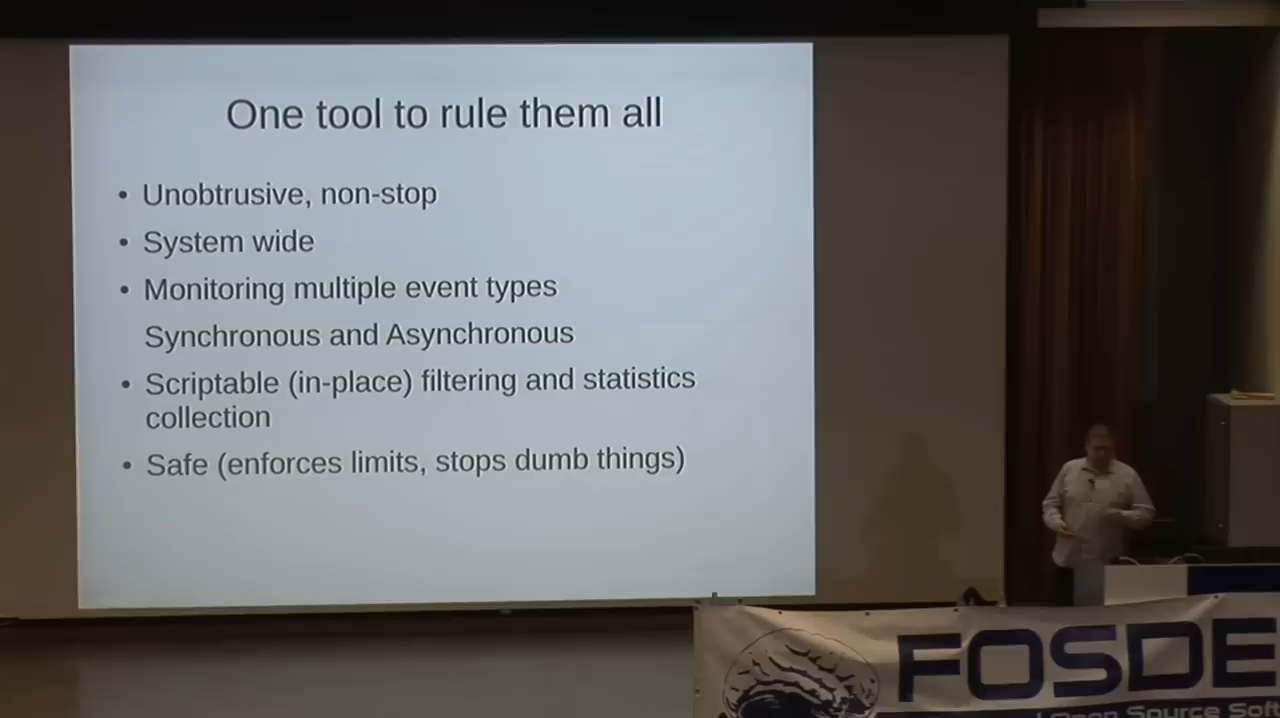 One tool to rule them all
• Unobtrusive, non-stop
• System wide
• Monitoring multiple event types
Synchronous and Asynchronous
• Scriptable (in-place) filtering and statistics
collection
• Safe (enforces limits, stops dumb things)
FOSDE
Open Source Soft